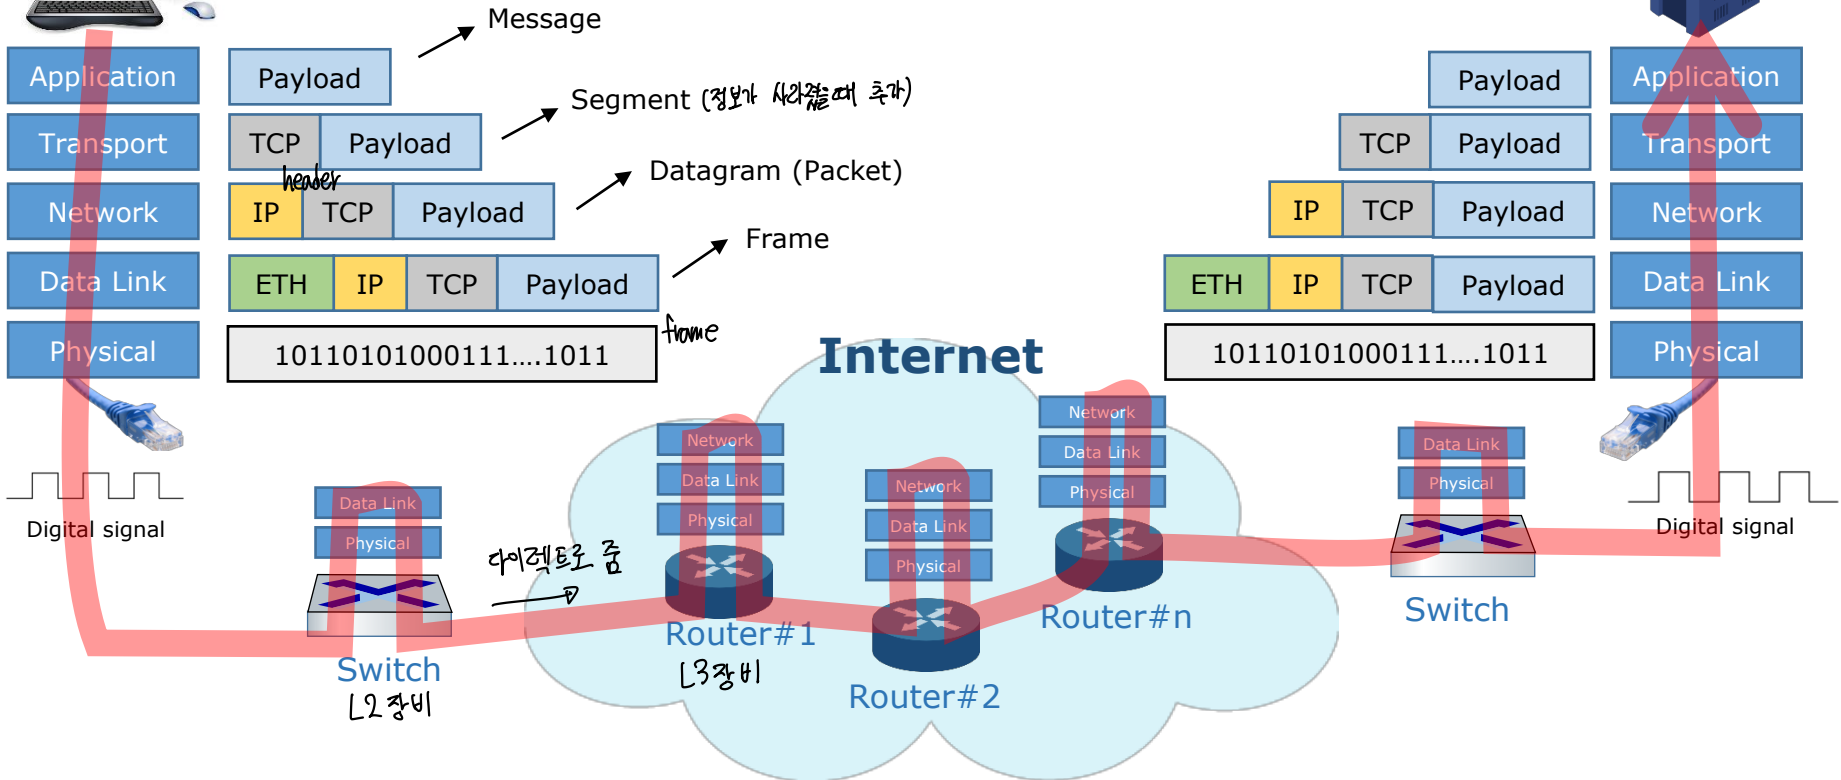 Message
Application
Payload
Segment (정보가 사라졌을때 추가)
Transport
TCP Payload
header
Datagram (Packet)
Network
IP TCP Payload
Frame
Data Link
ETH IP TCP Payload
frame
Physical
10110101000111....1011
Digital signal
Payload
Application
TCP Payload
Transport
IP TCP Payload
Network
ETH IP TCP Payload
Data Link
10110101000111....1011
Physical
Digital signal
Internet
Data Link
Physical
Switch
L2장비
다이렉트로 줌
Network
Data Link
Physical
Router#1
L3장비
Network
Data Link
Physical
Router#2
Network
Data Link
Physical
Router#n
Data Link
Physical
Switch